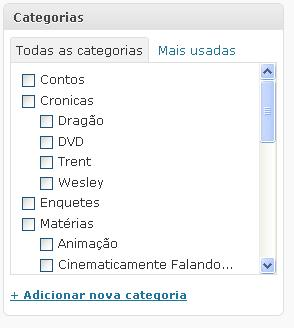 Categorias
Todas as categorias Mais usadas
Contos
Cronicas
Dragão
DVD
Trent
Wesley
Enquetes
Matérias
Animação
Cinematicamente Falando...
+ Adicionar nova categoria